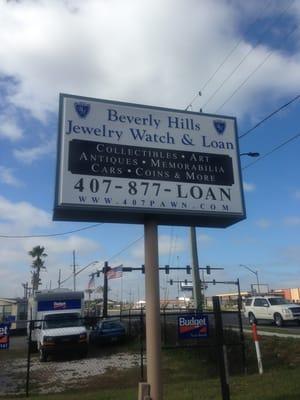 Beverly Hills
Jewelry Watch & Loan
Collectibles • Art
Antiques • Memorabilia
Cars • Coins & More
407-877-LOAN
www.407pawn.com
Budget
Budget
Budget